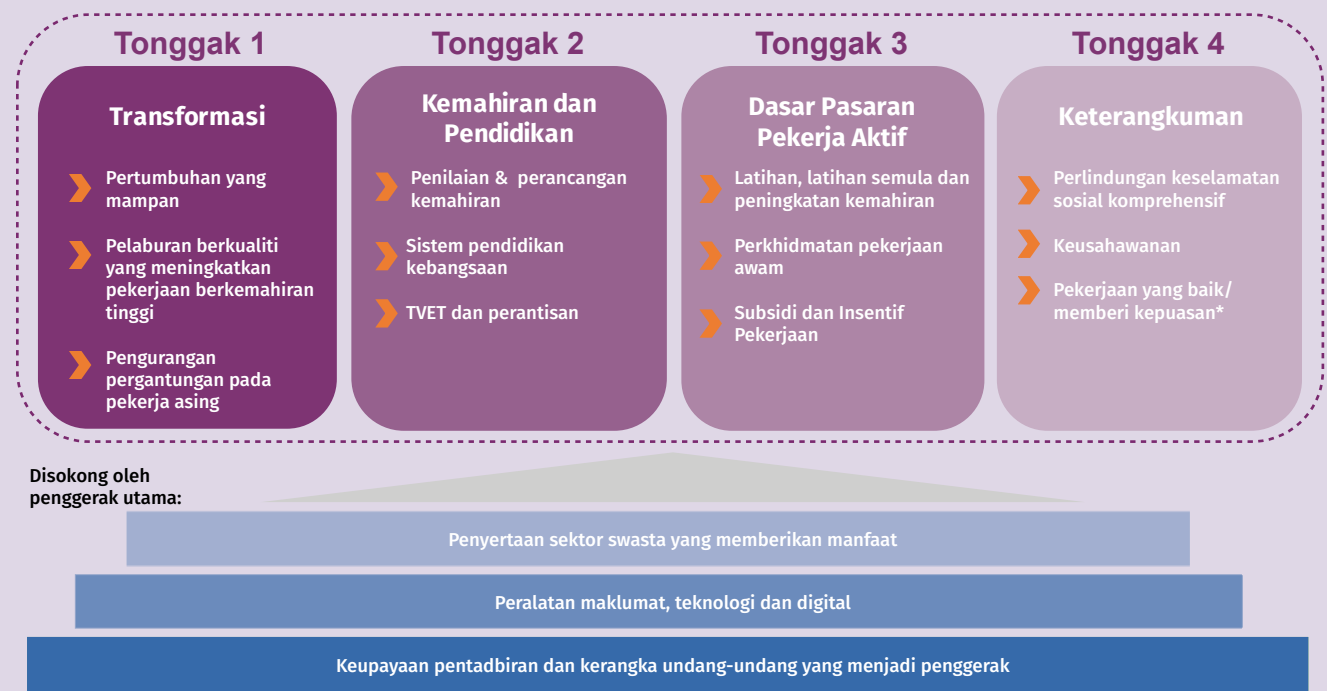 Tonggak 1
Transformasi
Pertumbuhan yang
mampan
Pelaburan berkualiti
yang meningkatkan
pekerjaan berkemahiran
tinggi
Pengurangan
pergantungan pada
pekerja asing
Tonggak 2
Kemahiran dan
Pendidikan
Penilaian & perancangan
kemahiran
Sistem pendidikan
kebangsaan
TVET dan perantisan
Tonggak 3
Dasar Pasaran
Pekerja Aktif
Latihan, latihan semula dan
peningkatan kemahiran
Perkhidmatan pekerjaan
awam
Subsidi dan Insentif
Pekerjaan
Tonggak 4
Keterangkuman
Perlindungan keselamatan
sosial komprehensif
Keusahawanan
Pekerjaan yang baik/
memberi kepuasan*
Disokong oleh
penggerak utama:
Penyertaan sektor swasta yang memberikan manfaat
Peralatan maklumat, teknologi dan digital
Keupayaan pentadbiran dan kerangka undang-undang yang menjadi penggerak